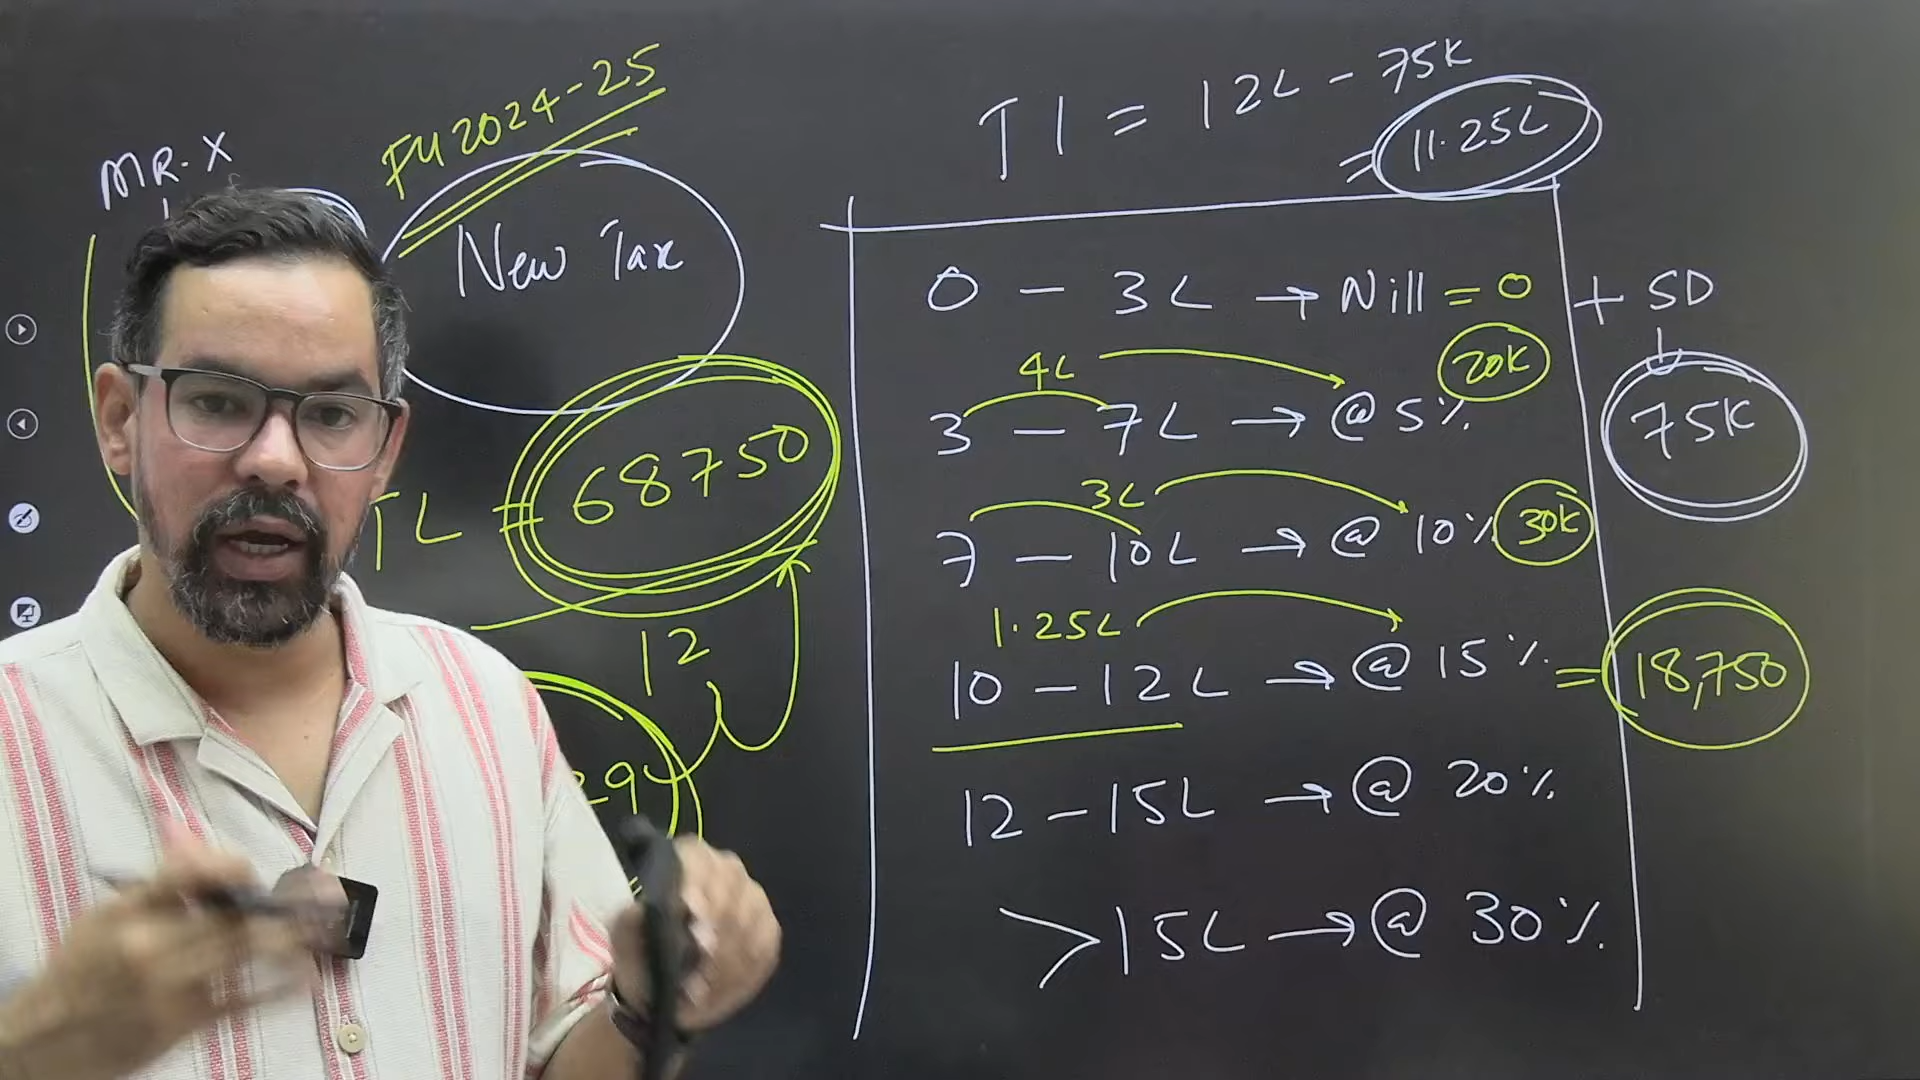 MR. X
FY 2024-25
New Tax
TL = 68750
12
29
TI = 12L - 75K
= 11.25L
0 - 3L → Nill = 0 + SD
75K
20K
4L
3 - 7L → @ 5%
3L
7 - 10L → @ 10% 30K
1.25L
10 - 12L → @ 15% = 18,750
12 - 15L → @ 20%
>15L → @ 30%